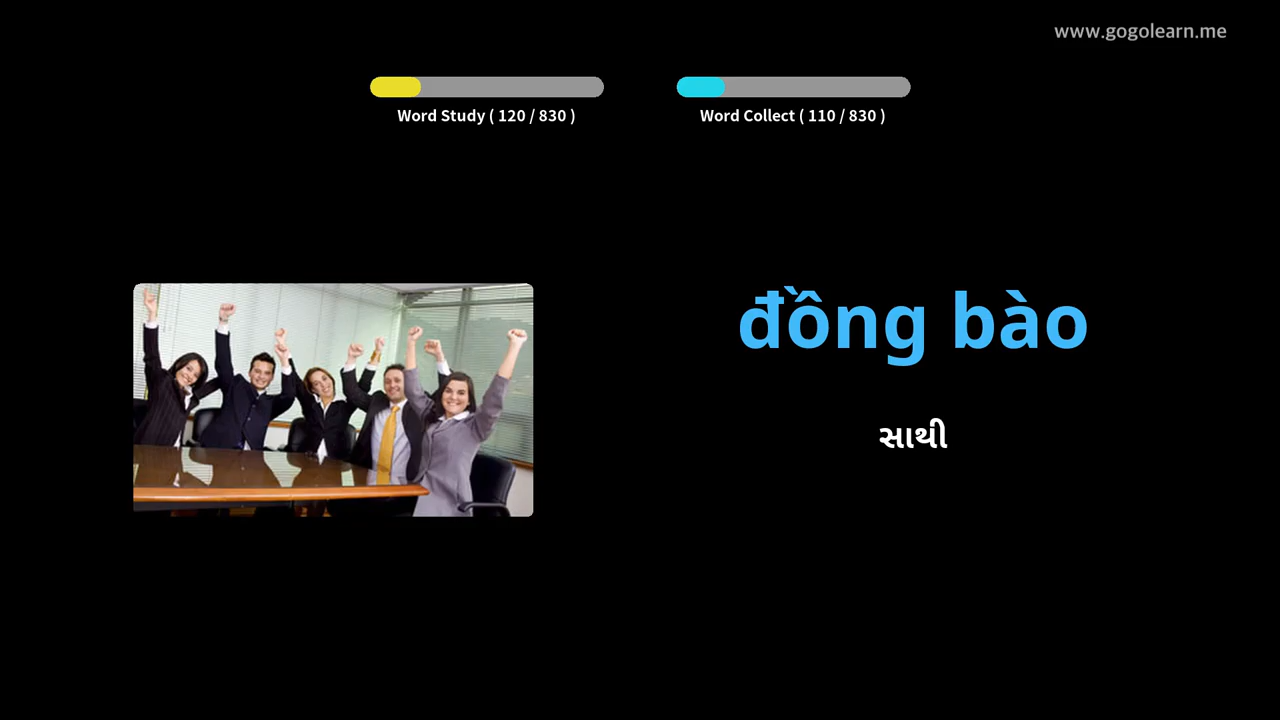 www.gogolearn.me
Word Study ( 120 / 830 )
Word Collect ( 110 / 830 )
đồng bào
સાથી